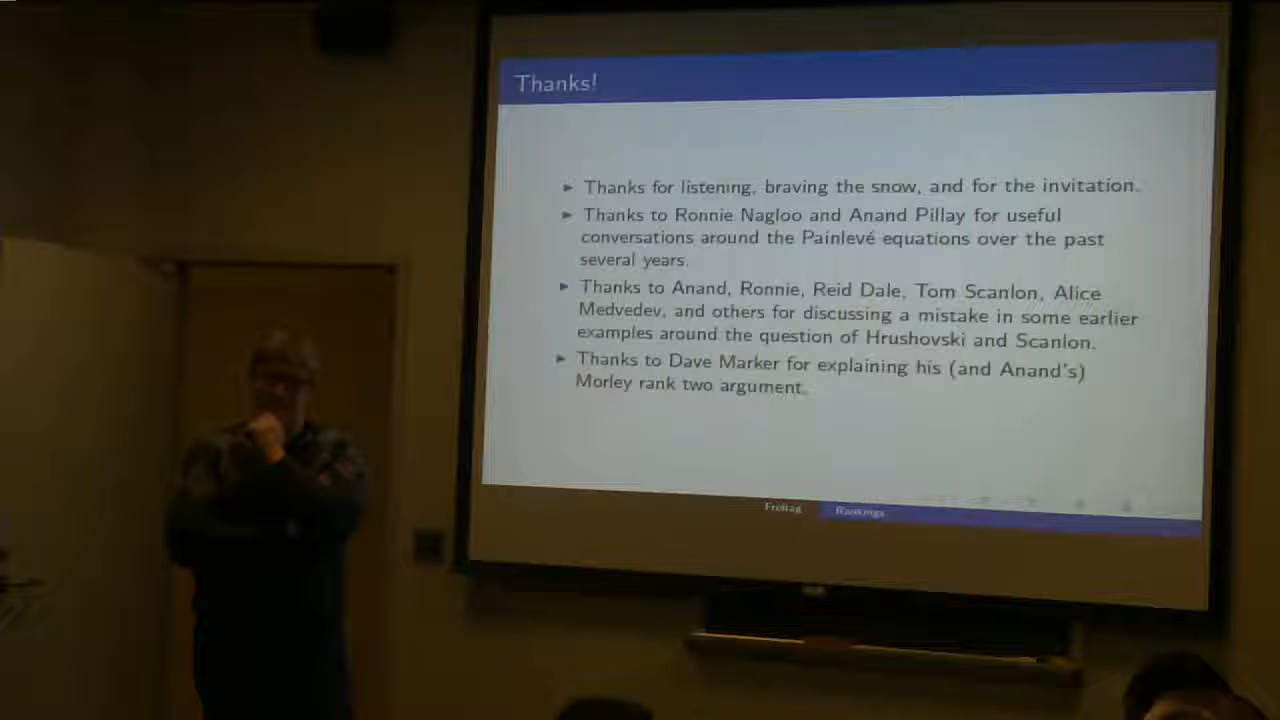 Thanks!
Thanks for listening, braving the snow, and for the invitation.
Thanks to Ronnie Nagloo and Anand Pillay for useful
conversations around the Painlevé equations over the past
several years.
Thanks to Anand, Ronnie, Reid Dale, Tom Scanlon, Alice
Medvedev, and others for discussing a mistake in some earlier
examples around the question of Hrushovski and Scanlon.
Thanks to Dave Marker for explaining his (and Anand's)
Morley rank two argument.
Freitag
Rankings